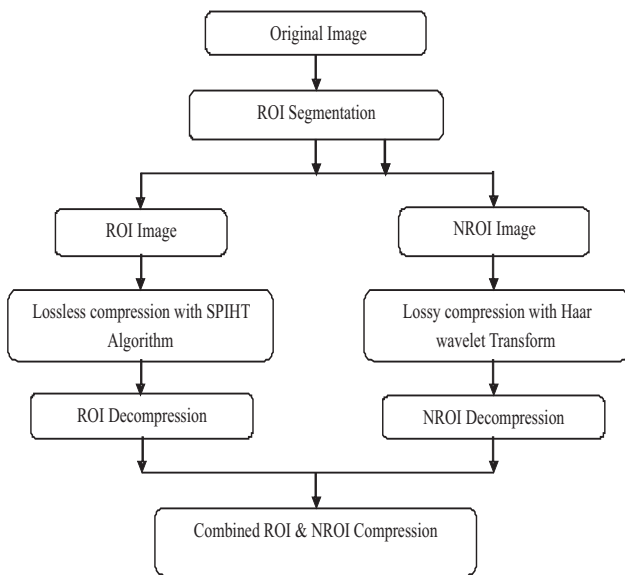 Original Image
ROI Segmentation
ROI Image
NROI Image
Lossless compression with SPIHT
Algorithm
Lossy compression with Haar
wavelet Transform
ROI Decompression
NROI Decompression
Combined ROI & NROI Compression